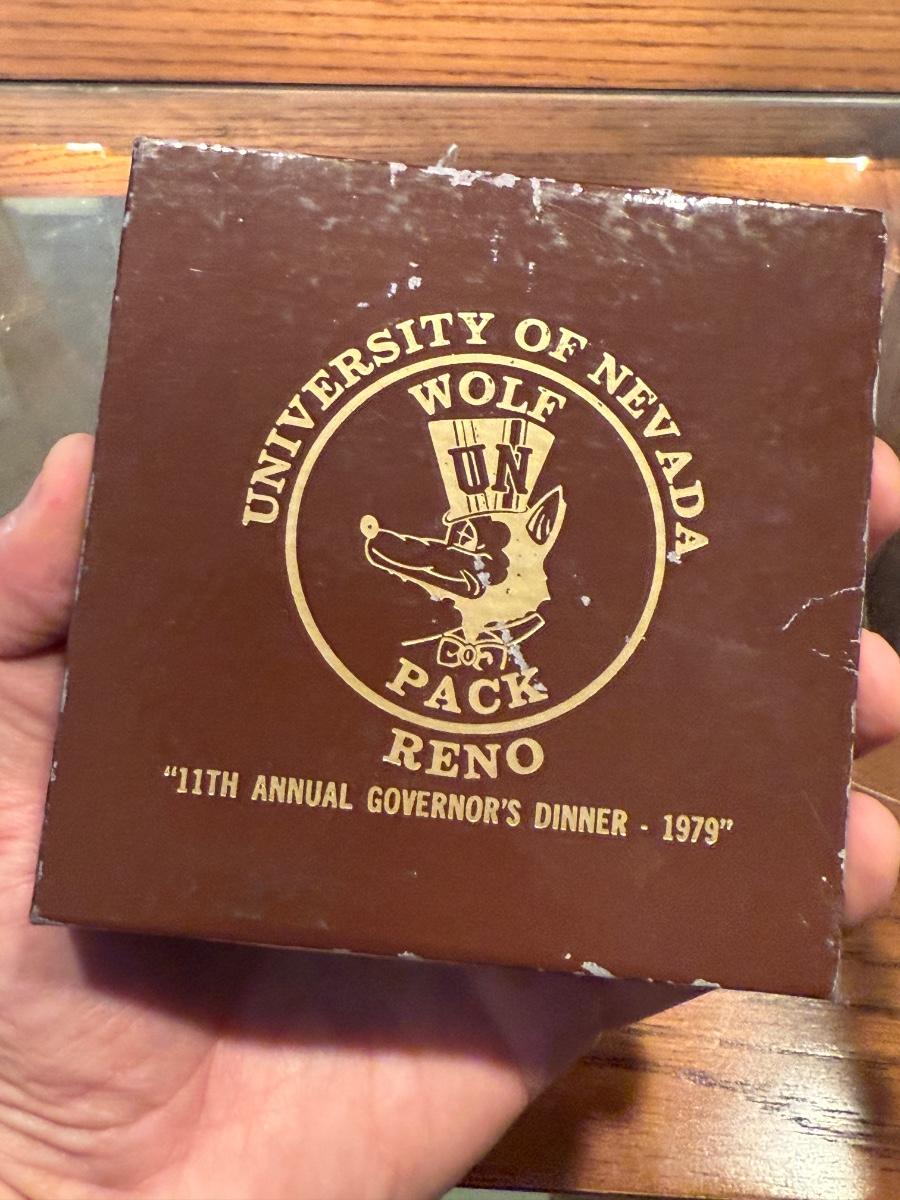 UNIVERSITY OF NEVADA
WOLF
UN
PACK
RENO
“11TH ANNUAL GOVERNOR'S DINNER - 1979”